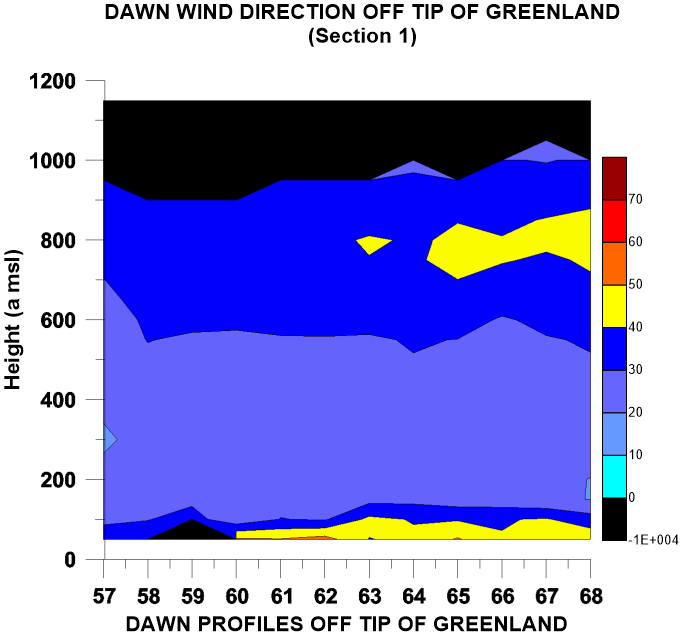 DAWN WIND DIRECTION OFF TIP OF GREENLAND
(Section 1)
Height (a msl)
1200
1000
800
600
400
200
0
57 58 59 60 61 62 63 64 65 66 67 68
DAWN PROFILES OFF TIP OF GREENLAND
70
60
50
40
30
20
10
0
-1E+004